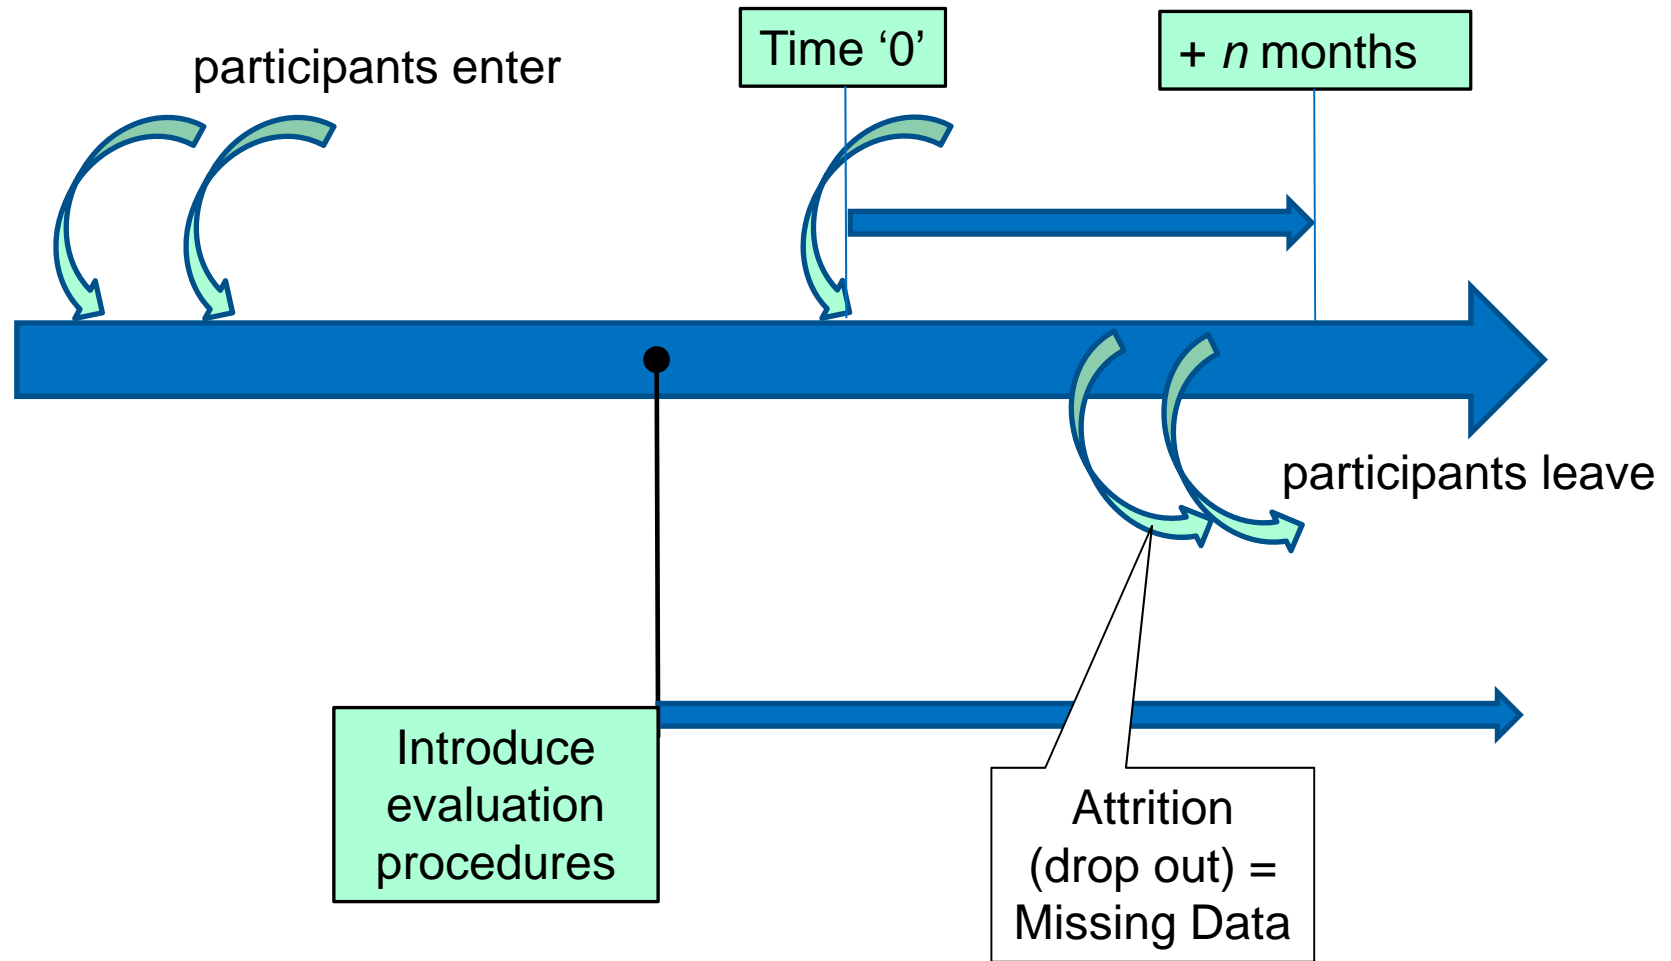 participants enter
Time ‘0’
+ n months
participants leave
Introduce
evaluation
procedures
Attrition
(drop out) =
Missing Data